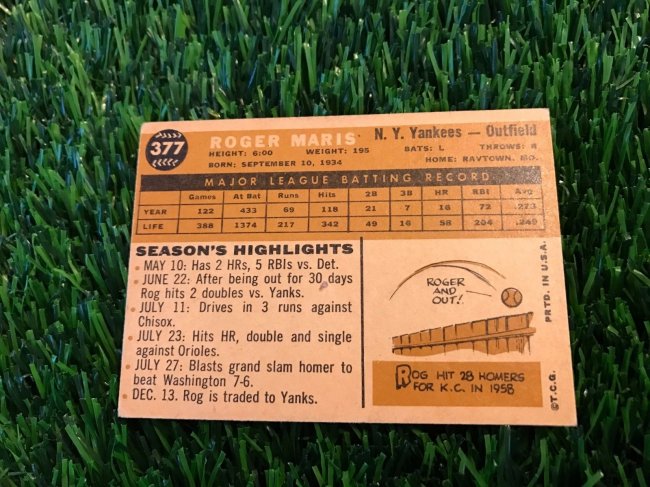 377
ROGER MARIS N. Y. Yankees — Outfield
HEIGHT: 6:00 WEIGHT: 195 BATS: L THROWS: R
BORN: SEPTEMBER 10, 1934 HOME: RAYTOWN, MO.
MAJOR LEAGUE BATTING RECORD
Games At Bat Runs Hits 2B 3B HR RBI Avg.
YEAR 122 433 69 118 21 7 16 72 .273
LIFE 388 1374 217 342 49 16 58 204 .249
SEASON'S HIGHLIGHTS
• MAY 10: Has 2 HRs, 5 RBIs vs. Det.
• JUNE 22: After being out for 30 days
Rog hits 2 doubles vs. Yanks.
• JULY 11: Drives in 3 runs against
Chisox.
• JULY 23: Hits HR, double and single
against Orioles.
• JULY 27: Blasts grand slam homer to
beat Washington 7-6.
• DEC. 13. Rog is traded to Yanks.
ROGER
AND
OUT!
ROG HIT 28 HOMERS
FOR K.C. IN 1958
©T.C.G. PRTD. IN U.S.A.